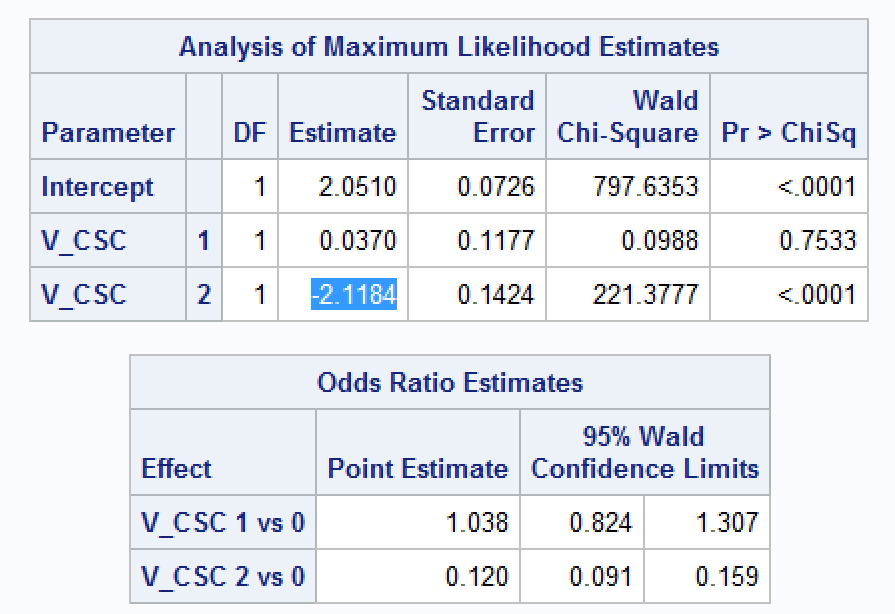 Analysis of Maximum Likelihood Estimates
Parameter DF Estimate Standard Error Wald Chi-Square Pr > ChiSq
Intercept 1 2.0510 0.0726 797.6353 <.0001
V_CSC 1 1 0.0370 0.1177 0.0988 0.7533
V_CSC 2 1 -2.1184 0.1424 221.3777 <.0001
Odds Ratio Estimates
Effect Point Estimate 95% Wald Confidence Limits
V_CSC 1 vs 0 1.038 0.824 1.307
V_CSC 2 vs 0 0.120 0.091 0.159